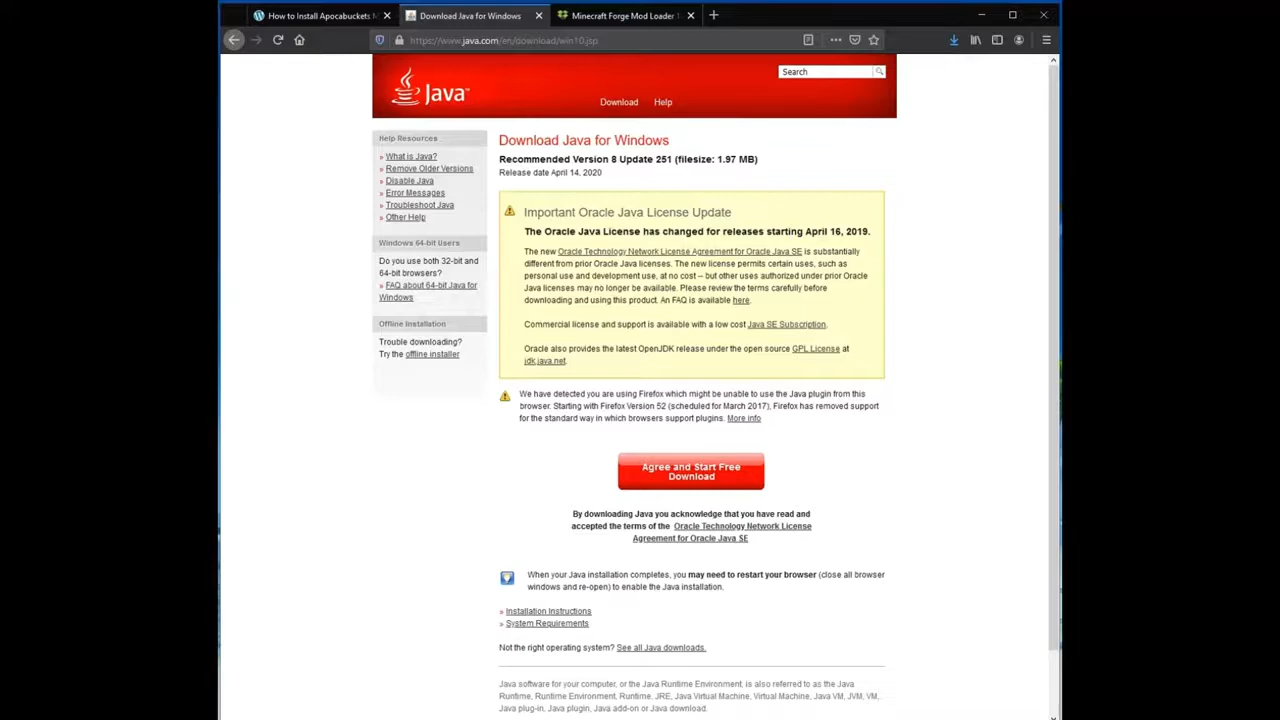 How to Install Apocabuckets M
Download Java for Windows
Minecraft Forge Mod Loader 1
https://www.java.com/en/download/win10.jsp
Java™
Search
Download
Help
Help Resources
» What is Java?
» Remove Older Versions
» Disable Java
» Error Messages
» Troubleshoot Java
» Other Help
Windows 64-bit Users
Do you use both 32-bit and
64-bit browsers?
» FAQ about 64-bit Java for
Windows
Offline Installation
Trouble downloading?
Try the offline installer
Download Java for Windows
Recommended Version 8 Update 251 (filesize: 1.97 MB)
Release date April 14, 2020
Important Oracle Java License Update
The Oracle Java License has changed for releases starting April 16, 2019.
The new Oracle Technology Network License Agreement for Oracle Java SE is substantially
different from prior Oracle Java licenses. The new license permits certain uses, such as
personal use and development use, at no cost -- but other uses authorized under prior Oracle
Java licenses may no longer be available. Please review the terms carefully before
downloading and using this product. An FAQ is available here.
Commercial license and support is available with a low cost Java SE Subscription.
Oracle also provides the latest OpenJDK release under the open source GPL License at
jdk.java.net.
We have detected you are using Firefox which might be unable to use the Java plugin from this
browser. Starting with Firefox Version 52 (scheduled for March 2017), Firefox has removed support
for the standard way in which browsers support plugins. More info
Agree and Start Free
Download
By downloading Java you acknowledge that you have read and
accepted the terms of the Oracle Technology Network License
Agreement for Oracle Java SE
When your Java installation completes, you may need to restart your browser (close all browser
windows and re-open) to enable the Java installation.
» Installation Instructions
» System Requirements
Not the right operating system? See all Java downloads.
Java software for your computer, or the Java Runtime Environment, is also referred to as the Java
Runtime, Runtime Environment, Runtime, JRE, Java Virtual Machine, Virtual Machine, Java VM, JVM, VM,
Java plug-in, Java plugin, Java add-on or Java download.